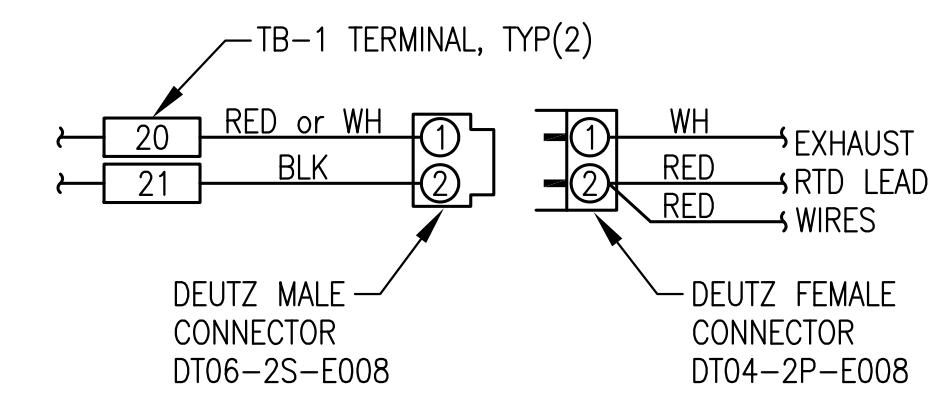 TB-1 TERMINAL, TYP(2)
20 RED or WH 1
21 BLK 2
1 WH EXHAUST
2 RED RTD LEAD
RED WIRES
DEUTZ MALE
CONNECTOR
DT06-2S-E008
DEUTZ FEMALE
CONNECTOR
DT04-2P-E008